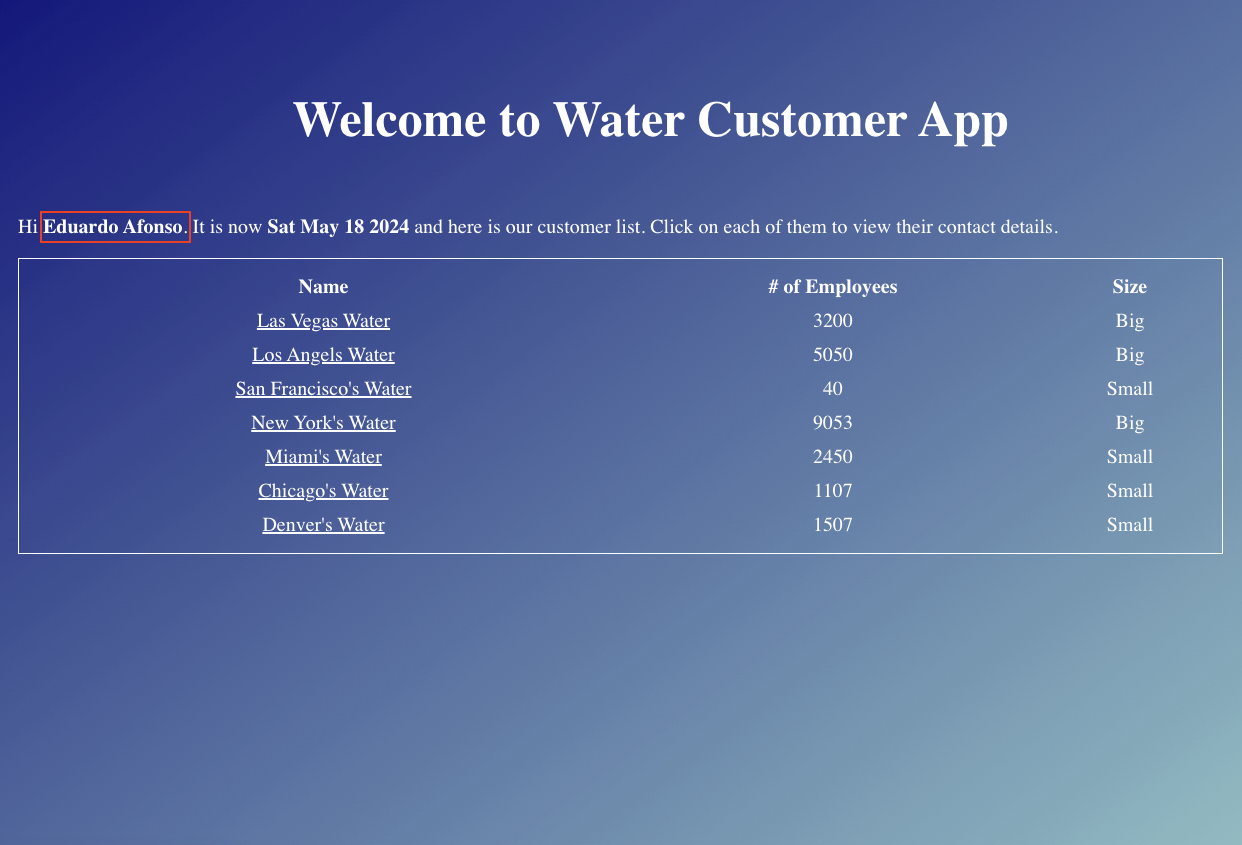 Welcome to Water Customer App
Hi Eduardo Afonso. It is now Sat May 18 2024 and here is our customer list. Click on each of them to view their contact details.
Name # of Employees Size
Las Vegas Water 3200 Big
Los Angels Water 5050 Big
San Francisco's Water 40 Small
New York's Water 9053 Big
Miami's Water 2450 Small
Chicago's Water 1107 Small
Denver's Water 1507 Small